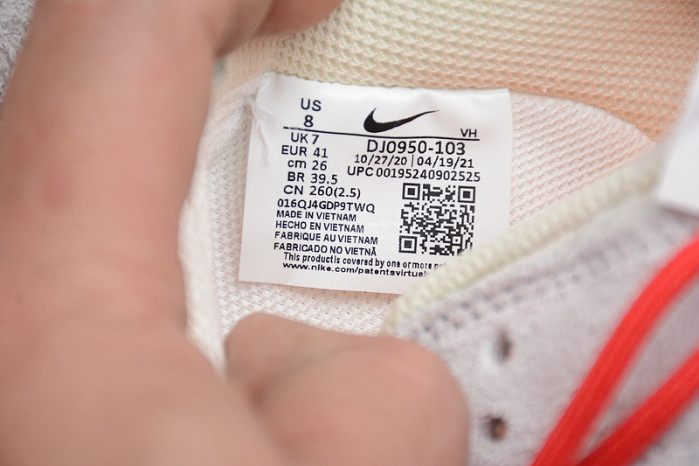 US
8
VH
UK 7
DJ0950-103
EUR 41
10/27/20 | 04/19/21
cm 26
UPC 00195240902525
BR 39.5
CN 260(2.5)
016QJ4GDP9TWQ
MADE IN VIETNAM
HECHO EN VIETNAM
FABRIQUE AU VIETNAM
FABRICADO NO VIETNÃ
This product is covered by one or more
www.nike.com/patentsvirtual